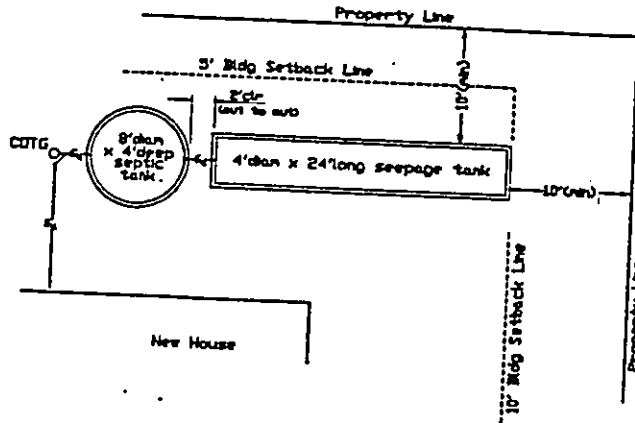 Property Line
5' Bldg Setback Line
2'clr
(out to out)
10'(min)
COTG
8'diam
x 4'deep
septic
tank.
4'diam x 24'long seepage tank
10'(min)
10' Bldg Setback Line
Property Line
New House